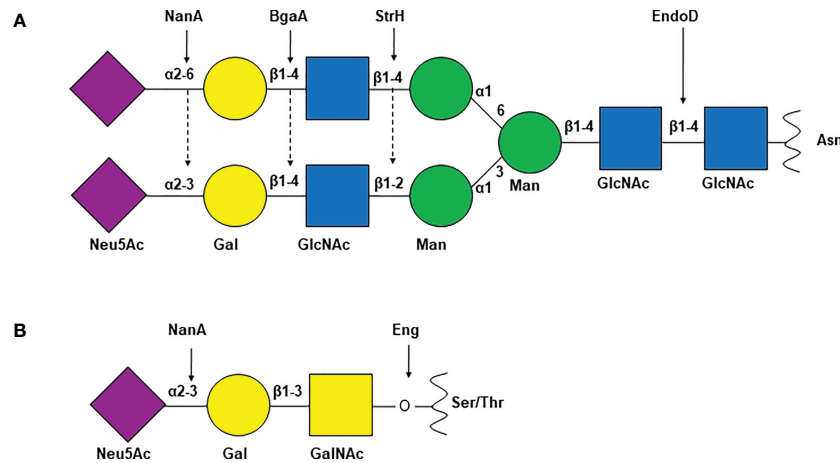 A
NanA BgaA StrH EndoD
α2-6 β1-4 β1-4 α1
6
β1-4 β1-4 Asn
α2-3 β1-4 β1-2 α1 3 Man GlcNAc GlcNAc
Neu5Ac Gal GlcNAc Man
B
NanA Eng
α2-3 β1-3
O Ser/Thr
Neu5Ac Gal GalNAc